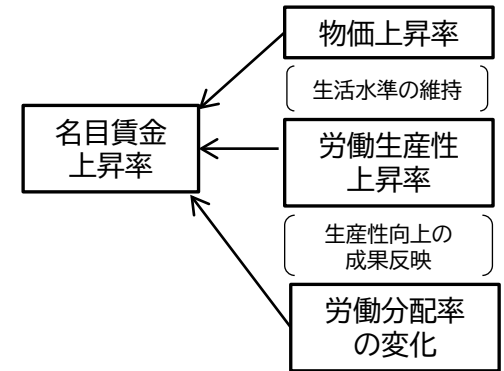 物価上昇率
生活水準の維持
名目賃金
上昇率
労働生産性
上昇率
生産性向上の
成果反映
労働分配率
の変化